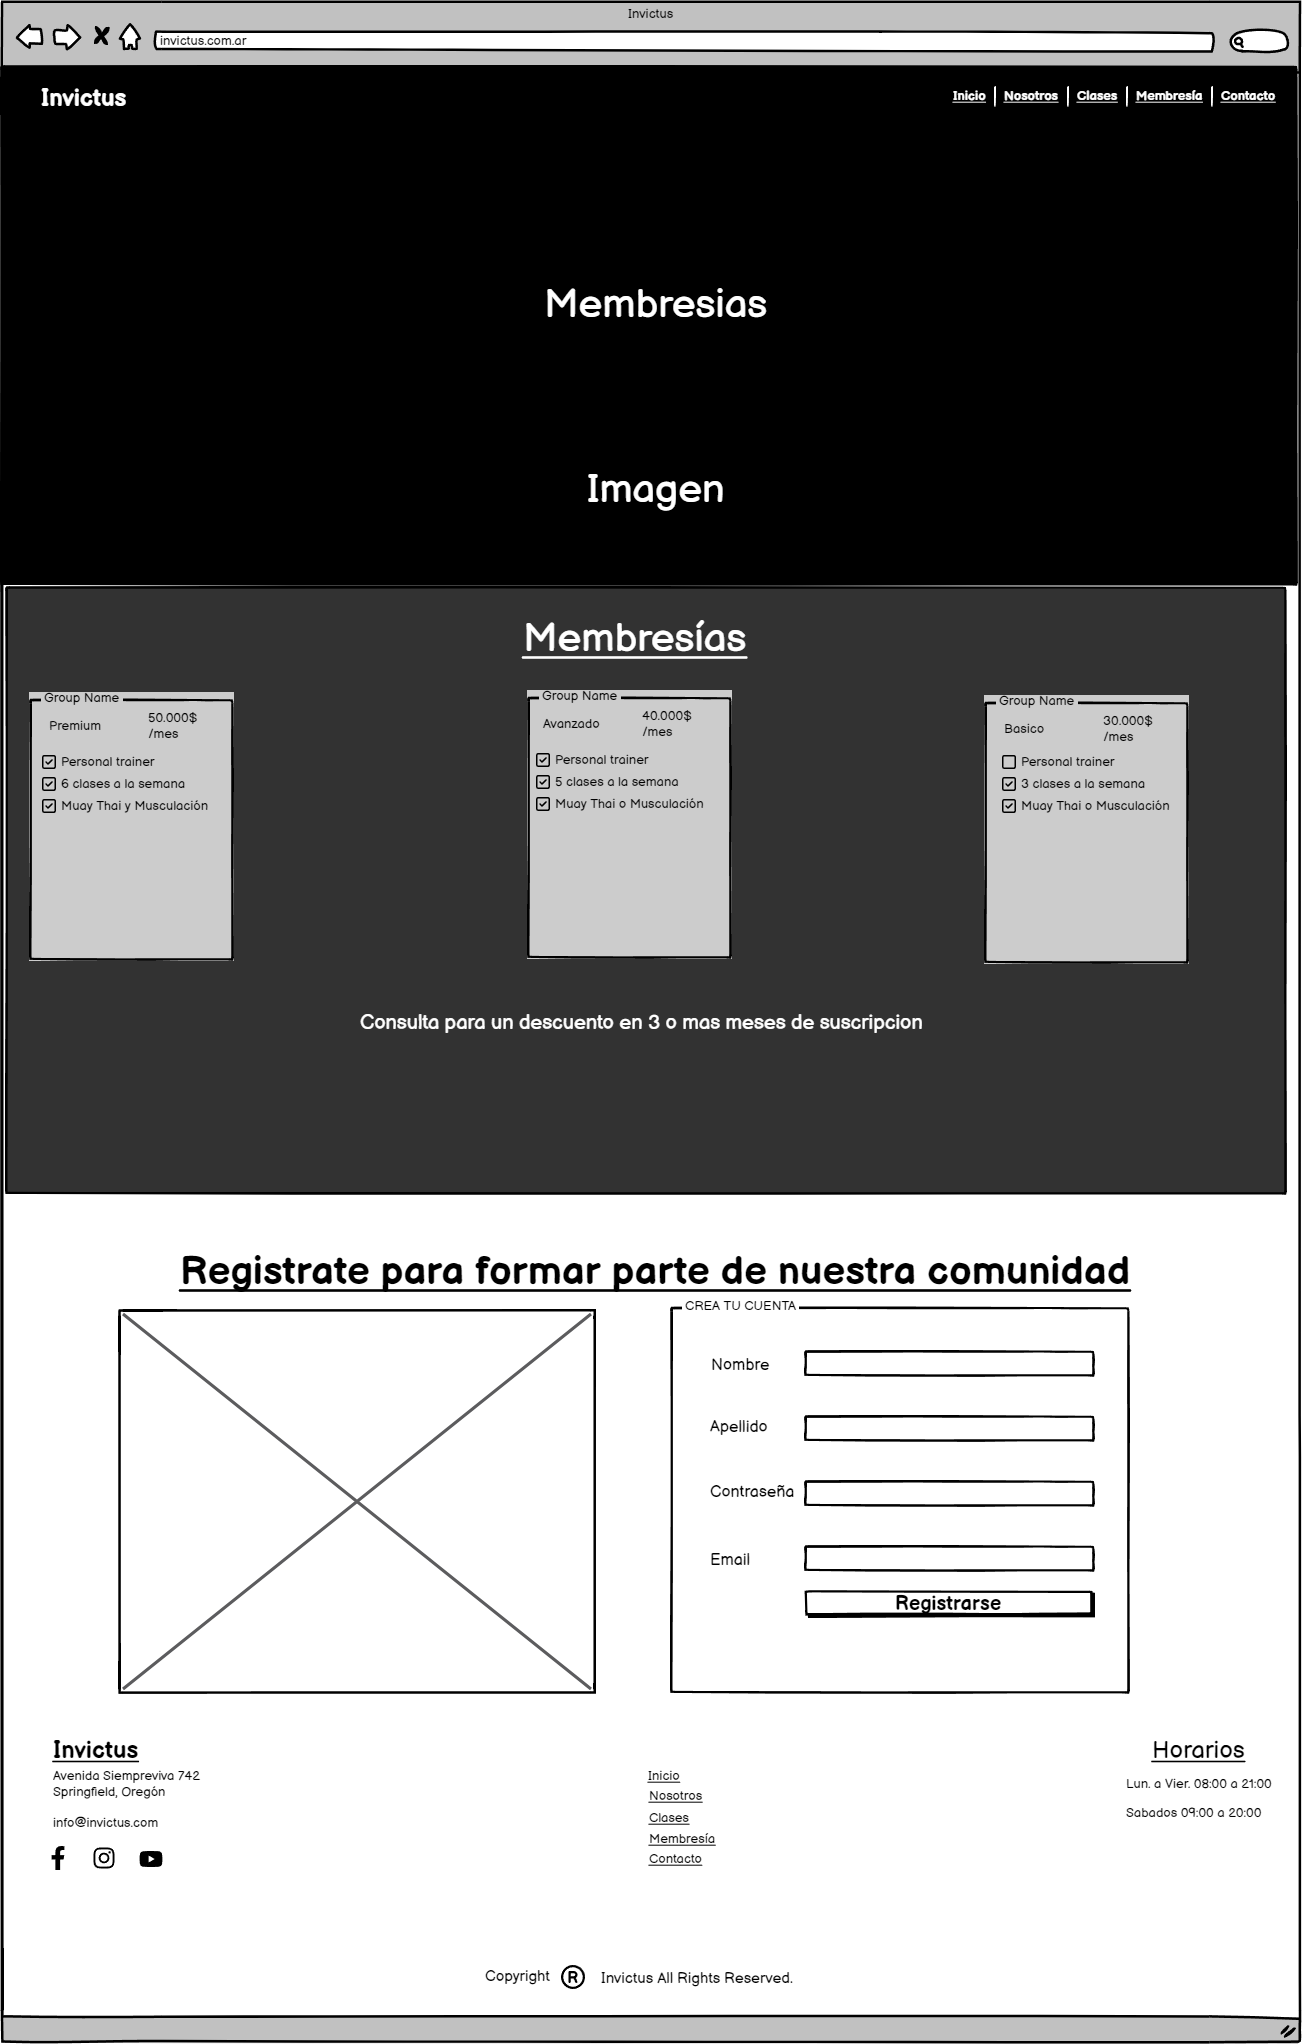 Invictus
invictus.com.ar
Invictus
Inicio
Nosotros
Clases
Membresía
Contacto
Membresias
Imagen
Membresías
Group Name
Premium
50.000$
/mes
Personal trainer
6 clases a la semana
Muay Thai y Musculación
Group Name
Avanzado
40.000$
/mes
Personal trainer
5 clases a la semana
Muay Thai o Musculación
Group Name
Basico
30.000$
/mes
Personal trainer
3 clases a la semana
Muay Thai o Musculación
Consulta para un descuento en 3 o mas meses de suscripcion
Registrate para formar parte de nuestra comunidad
CREA TU CUENTA
Nombre
Apellido
Contraseña
Email
Registrarse
Invictus
Avenida Siempreviva 742
Springfield, Oregón
info@invictus.com
Inicio
Nosotros
Clases
Membresía
Contacto
Horarios
Lun. a Vier. 08:00 a 21:00
Sabados 09:00 a 20:00
Copyright ® Invictus All Rights Reserved.